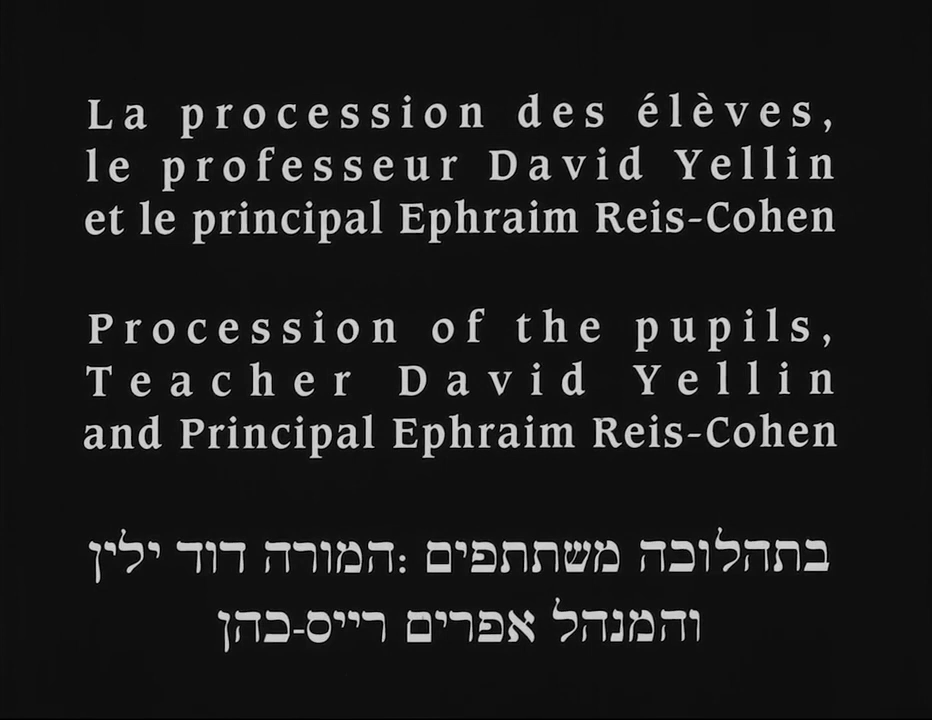 La procession des élèves,
le professeur David Yellin
et le principal Ephraim Reis-Cohen
Procession of the pupils,
Teacher David Yellin
and Principal Ephraim Reis-Cohen
בתהלוכה משתתפים: המורה דוד ילין
והמנהל אפרים רייס-כהן